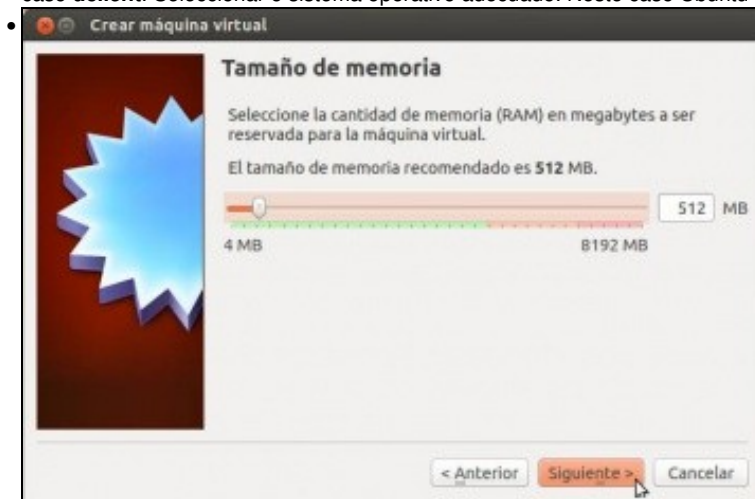 Crear máquina virtual
Tamaño de memoria
Seleccione la cantidad de memoria (RAM) en megabytes a ser
reservada para la máquina virtual.
El tamaño de memoria recomendado es 512 MB.
512 MB
4 MB 8192 MB
< Anterior Siguiente > Cancelar